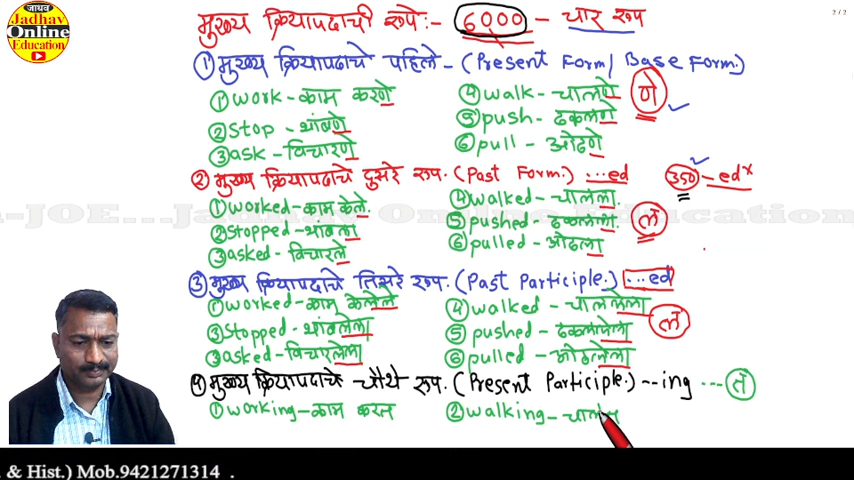 जाधव
Jadhav
Online
Education
2 / 2
मुख्य क्रियापदाची रूपे:- 6000 - चार रूप
① मुख्य क्रियापदाचे पहिले - (Present Form / Base Form.)
① work - काम करणे ④ walk - चालणे णे
② stop - थांबणे ⑤ push - ढकलणे
③ ask - विचारणे ⑥ pull - ओढणे
② मुख्य क्रियापदाचे दुसरे रूप. (Past Form.) ...ed 350 - ed x
① worked - काम केले. ④ walked - चालला.
② stopped - थांबला ⑤ pushed - ढकलला. ल
③ asked - विचारले ⑥ pulled - ओढला
③ मुख्य क्रियापदाचे तिसरे रूप. (Past Participle.) ...ed
① worked - काम केलेले ④ walked - चाललेला
② stopped - थांबलेला ⑤ pushed - ढकललेला ल
③ asked - विचारलेला ⑥ pulled - ओढलेला
४ मुख्य क्रियापदाचे चौथे रूप. (Present Participle.) --ing --- त
① working - काम करत ② walking - चालत
& Hist.) Mob.9421271314 .